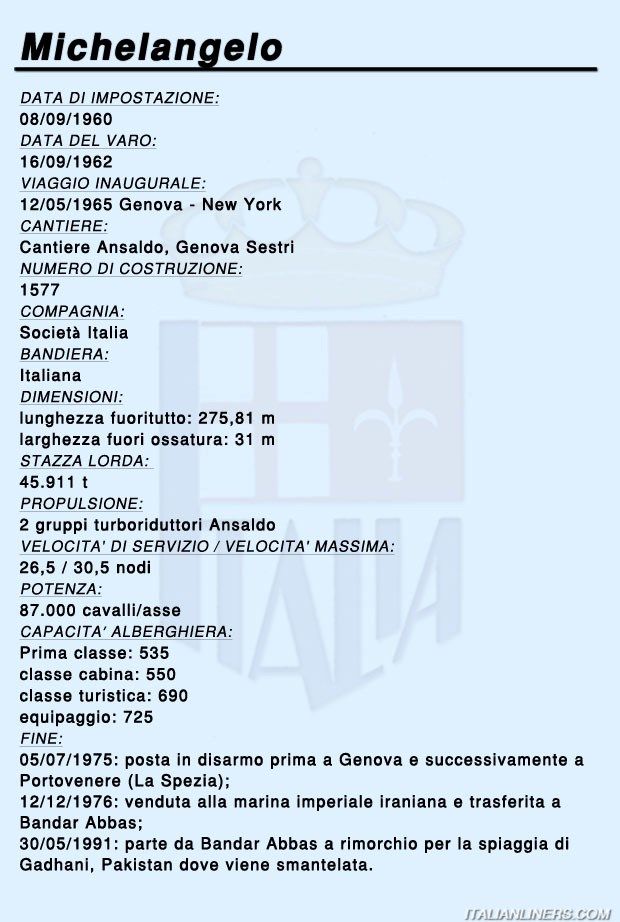 Michelangelo
DATA DI IMPOSTAZIONE:
08/09/1960
DATA DEL VARO:
16/09/1962
VIAGGIO INAUGURALE:
12/05/1965 Genova - New York
CANTIERE:
Cantiere Ansaldo, Genova Sestri
NUMERO DI COSTRUZIONE:
1577
COMPAGNIA:
Società Italia
BANDIERA:
Italiana
DIMENSIONI:
lunghezza fuoritutto: 275,81 m
larghezza fuori ossatura: 31 m
STAZZA LORDA:
45.911 t
PROPULSIONE:
2 gruppi turboriduttori Ansaldo
VELOCITA' DI SERVIZIO / VELOCITA' MASSIMA:
26,5 / 30,5 nodi
POTENZA:
87.000 cavalli/asse
CAPACITA‘ ALBERGHIERA:
Prima classe: 535
classe cabina: 550
classe turistica: 690
equipaggio: 725
FINE:
05/07/1975: posta in disarmo prima a Genova e successivamente a
Portovenere (La Spezia);
12/12/1976: venduta alla marina imperiale iraniana e trasferita a
Bandar Abbas;
30/05/1991: parte da Bandar Abbas a rimorchio per la spiaggia di
Gadhani, Pakistan dove viene smantelata.
ITALIA
ITALIANLINERS.COM